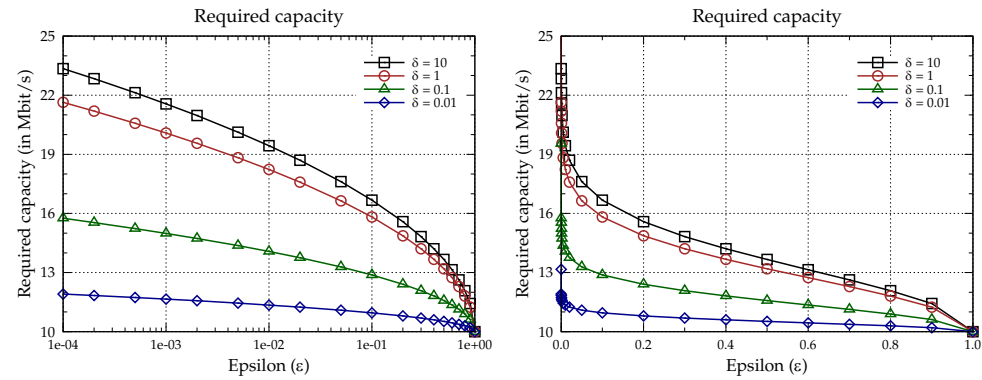 Required capacity
Required capacity (in Mbit/s)
25
22
19
16
13
10
δ = 10
δ = 1
δ = 0.1
δ = 0.01
1e-04
1e-03
1e-02
1e-01
1e+00
Epsilon (ε)
Required capacity
Required capacity (in Mbit/s)
25
22
19
16
13
10
δ = 10
δ = 1
δ = 0.1
δ = 0.01
0.0
0.2
0.4
0.6
0.8
1.0
Epsilon (ε)